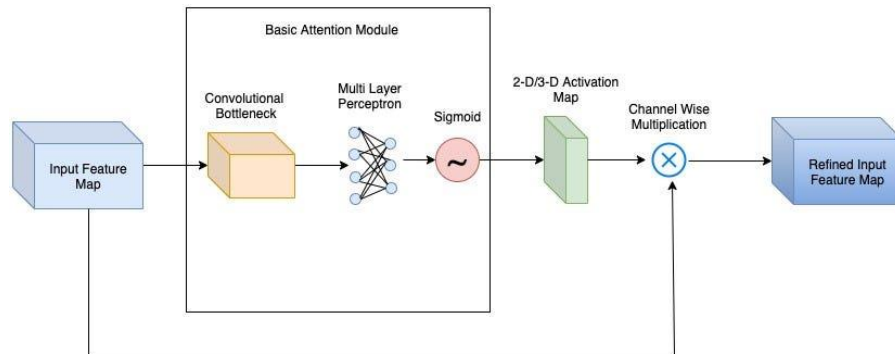 Basic Attention Module
Input Feature
Map
Convolutional
Bottleneck
Multi Layer
Perceptron
Sigmoid
~
2-D/3-D Activation
Map
Channel Wise
Multiplication
Refined Input
Feature Map